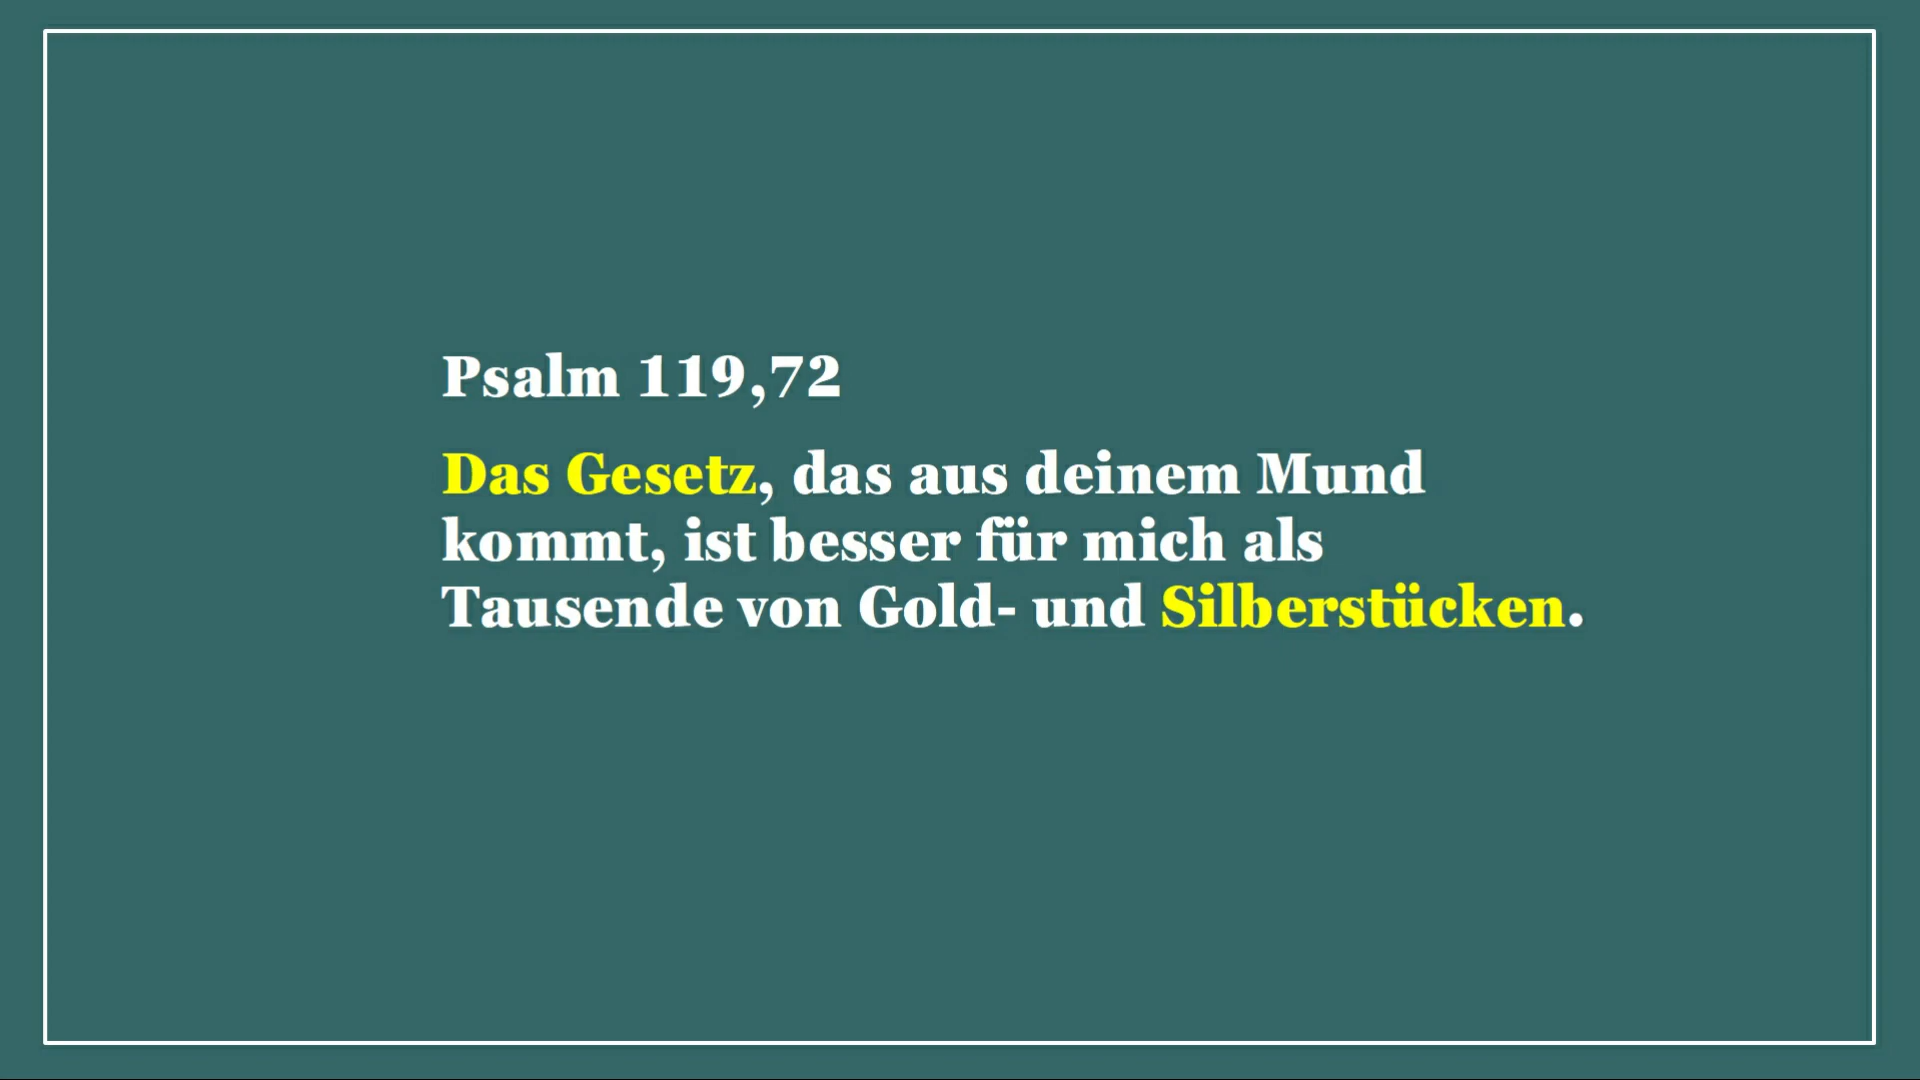 Psalm 119,72
Das Gesetz, das aus deinem Mund
kommt, ist besser für mich als
Tausende von Gold- und Silberstücken.